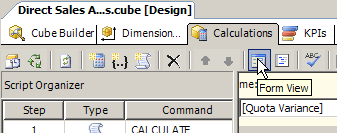 Direct Sales A...s.cube [Design]
Cube Builder
Dimension...
Calculations
KPIs
ABC
Script Organizer
me:
Form View
Step
Type
Command
[Quota Variance]
1
CALCULATE